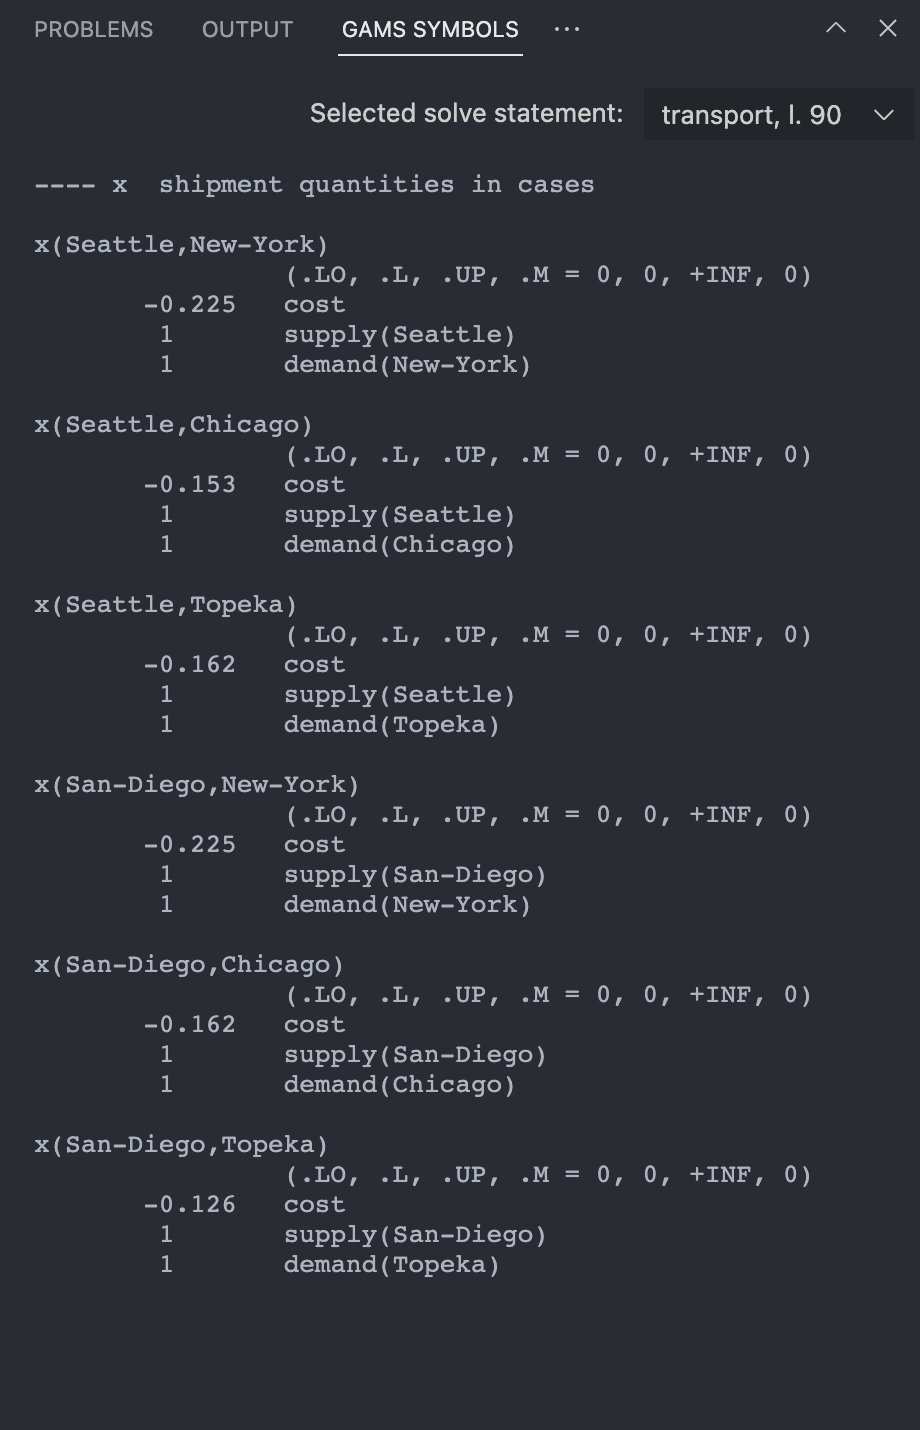 PROBLEMS OUTPUT GAMS SYMBOLS ···
Selected solve statement: transport, l. 90
---- x  shipment quantities in cases
x(Seattle,New-York)
(.LO, .L, .UP, .M = 0, 0, +INF, 0)
-0.225 cost
1 supply(Seattle)
1 demand(New-York)
x(Seattle,Chicago)
(.LO, .L, .UP, .M = 0, 0, +INF, 0)
-0.153 cost
1 supply(Seattle)
1 demand(Chicago)
x(Seattle,Topeka)
(.LO, .L, .UP, .M = 0, 0, +INF, 0)
-0.162 cost
1 supply(Seattle)
1 demand(Topeka)
x(San-Diego,New-York)
(.LO, .L, .UP, .M = 0, 0, +INF, 0)
-0.225 cost
1 supply(San-Diego)
1 demand(New-York)
x(San-Diego,Chicago)
(.LO, .L, .UP, .M = 0, 0, +INF, 0)
-0.162 cost
1 supply(San-Diego)
1 demand(Chicago)
x(San-Diego,Topeka)
(.LO, .L, .UP, .M = 0, 0, +INF, 0)
-0.126 cost
1 supply(San-Diego)
1 demand(Topeka)